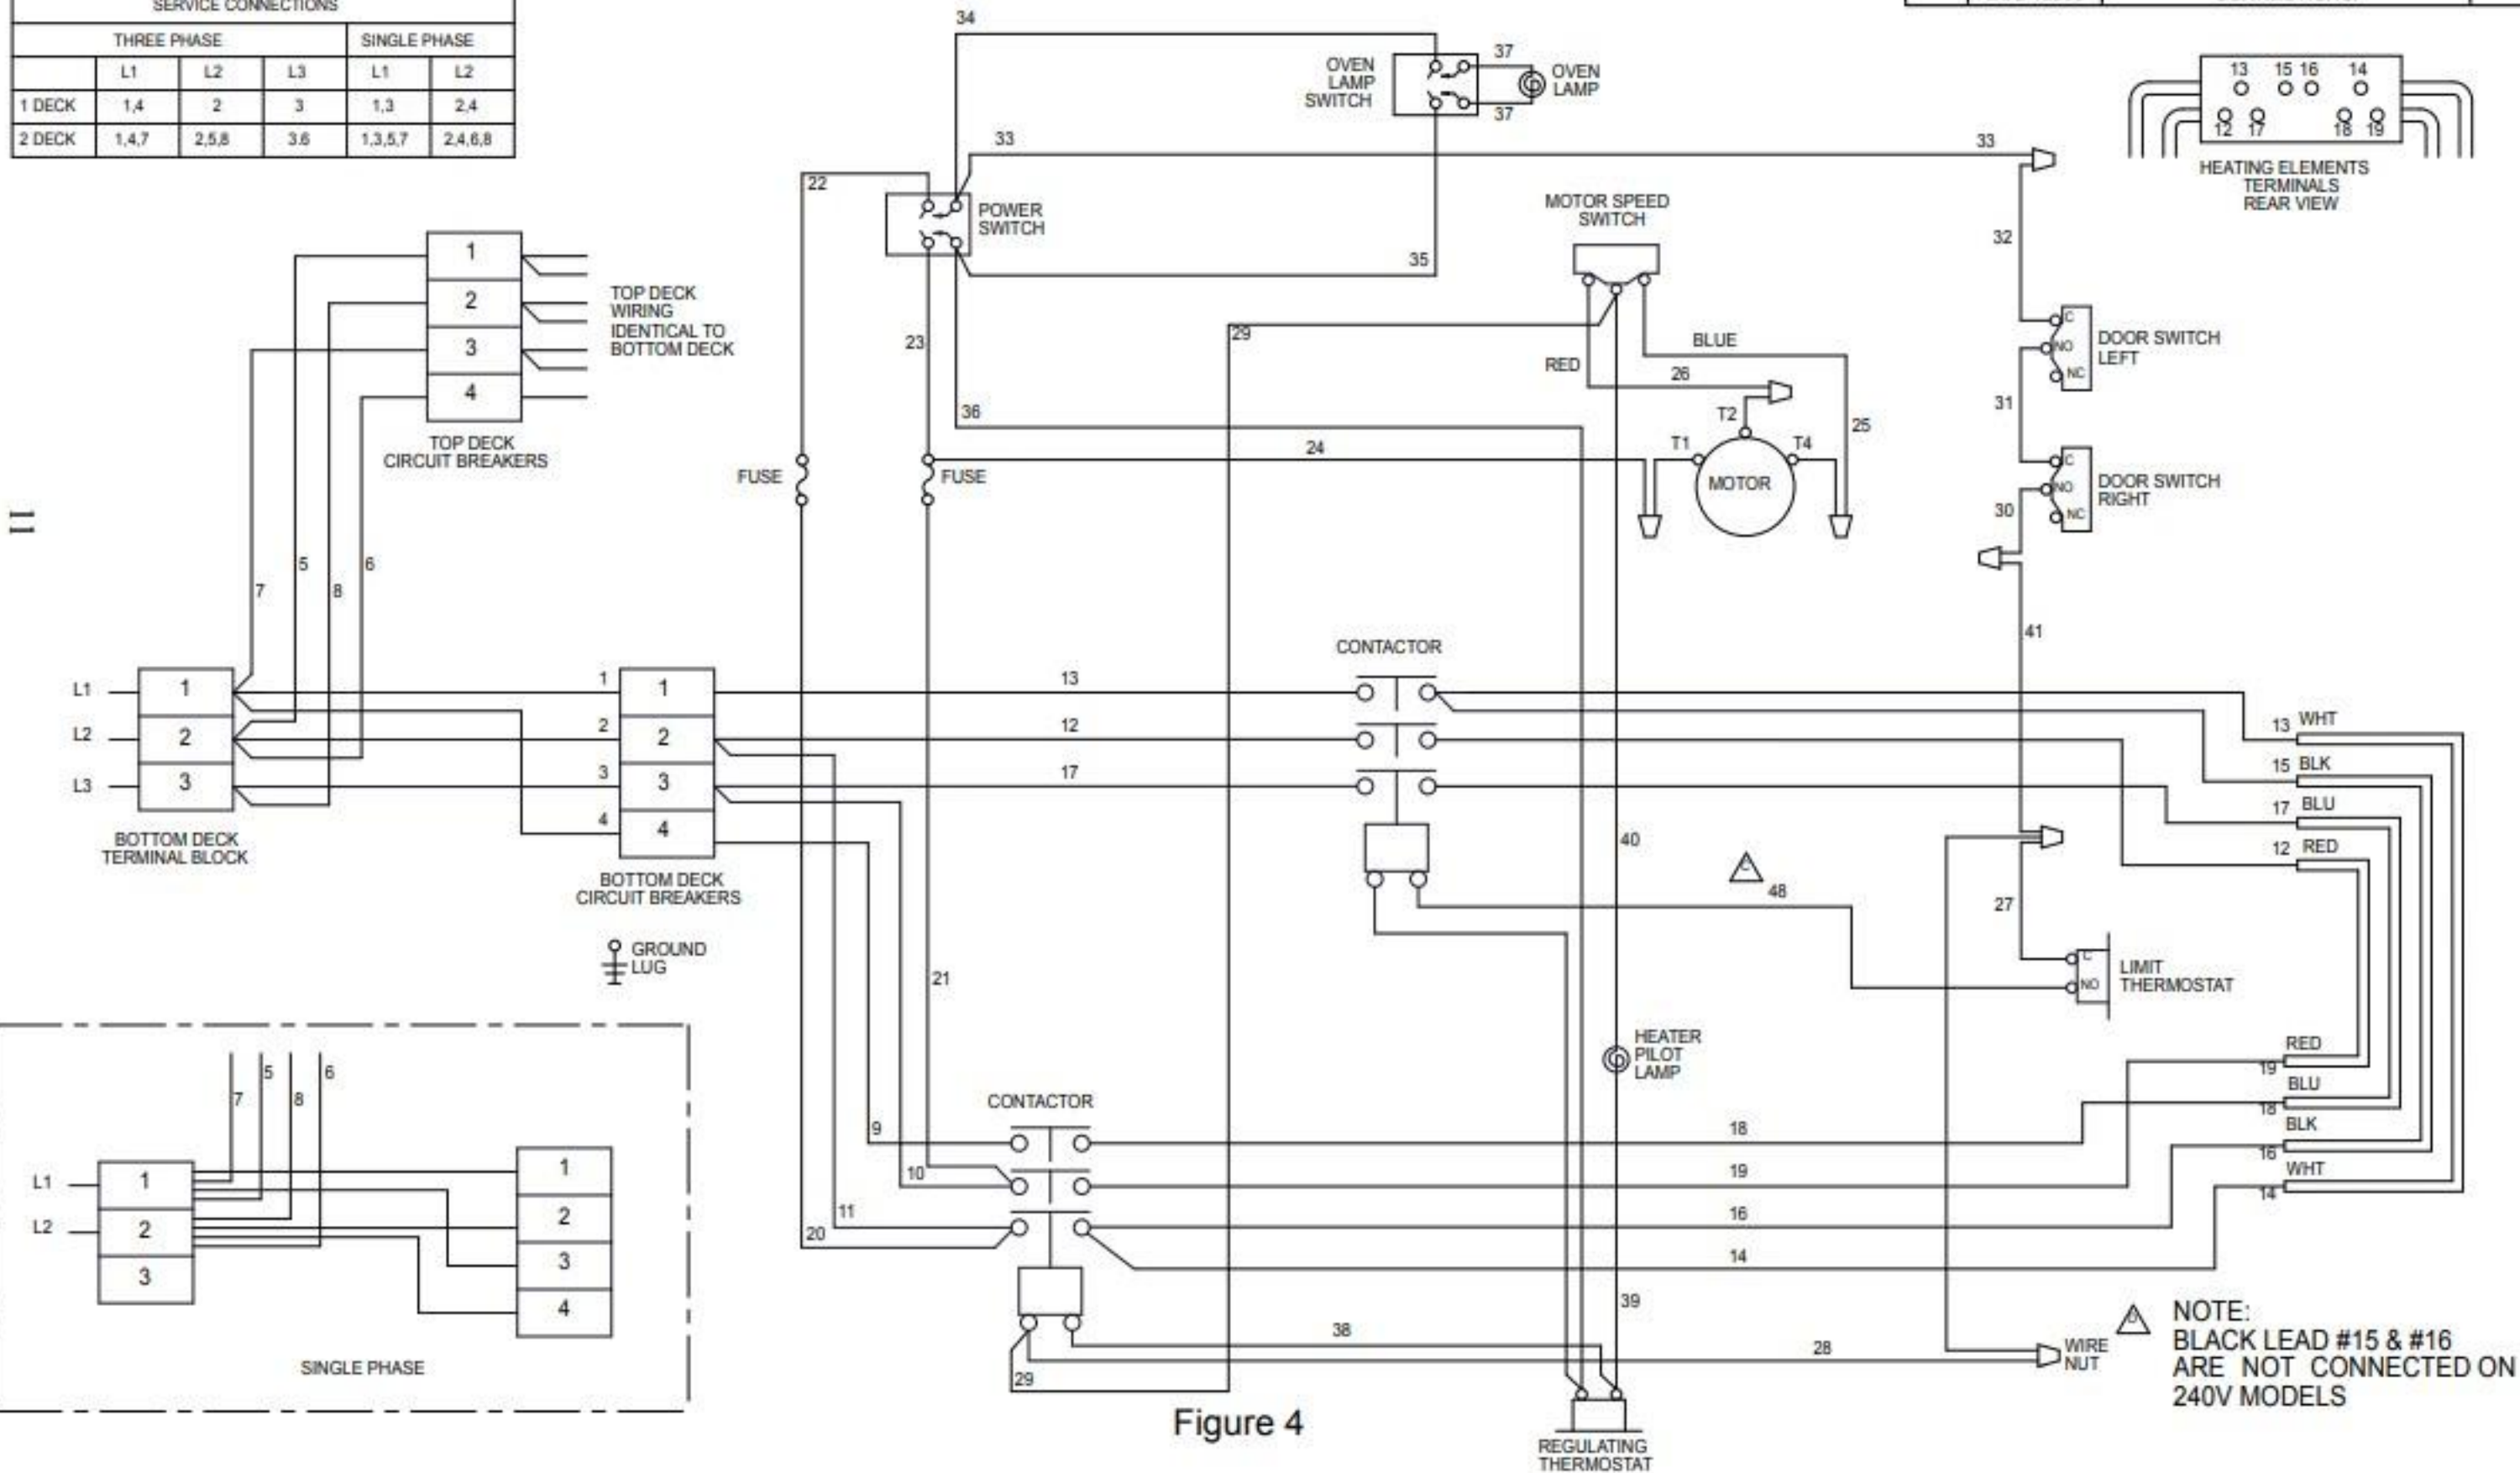 SERVICE CONNECTIONS
THREE PHASE SINGLE PHASE
L1 L2 L3 L1 L2
1 DECK 1,4 2 3 1,3 2,4
2 DECK 1,4,7 2,5,8 3.6 1,3,5,7 2,4,6,8
34
OVEN
LAMP
SWITCH
37
37
OVEN
LAMP
33
33
22
POWER
SWITCH
35
23
36
MOTOR SPEED
SWITCH
29
RED
BLUE
26
25
T2
T1
T4
MOTOR
24
FUSE
FUSE
13 15 16 14
12 17 18 19
HEATING ELEMENTS
TERMINALS
REAR VIEW
32
C
NO
NC
DOOR SWITCH
LEFT
31
C
NO
NC
DOOR SWITCH
RIGHT
30
41
1
2
3
4
TOP DECK
WIRING
IDENTICAL TO
BOTTOM DECK
TOP DECK
CIRCUIT BREAKERS
11
7
5
8
6
L1
L2
L3
1
2
3
BOTTOM DECK
TERMINAL BLOCK
1
2
3
4
1
2
3
4
BOTTOM DECK
CIRCUIT BREAKERS
GROUND
LUG
CONTACTOR
13
12
17
40
48
13 WHT
15 BLK
17 BLU
12 RED
27
C
NO
LIMIT
THERMOSTAT
21
HEATER
PILOT
LAMP
RED
19
BLU
18
BLK
16
WHT
14
CONTACTOR
9
10
11
20
18
19
16
14
39
38
28
29
WIRE
NUT
REGULATING
THERMOSTAT
NOTE:
BLACK LEAD #15 & #16
ARE NOT CONNECTED ON
240V MODELS
7
5
8
6
L1
L2
1
2
3
1
2
3
4
SINGLE PHASE
Figure 4